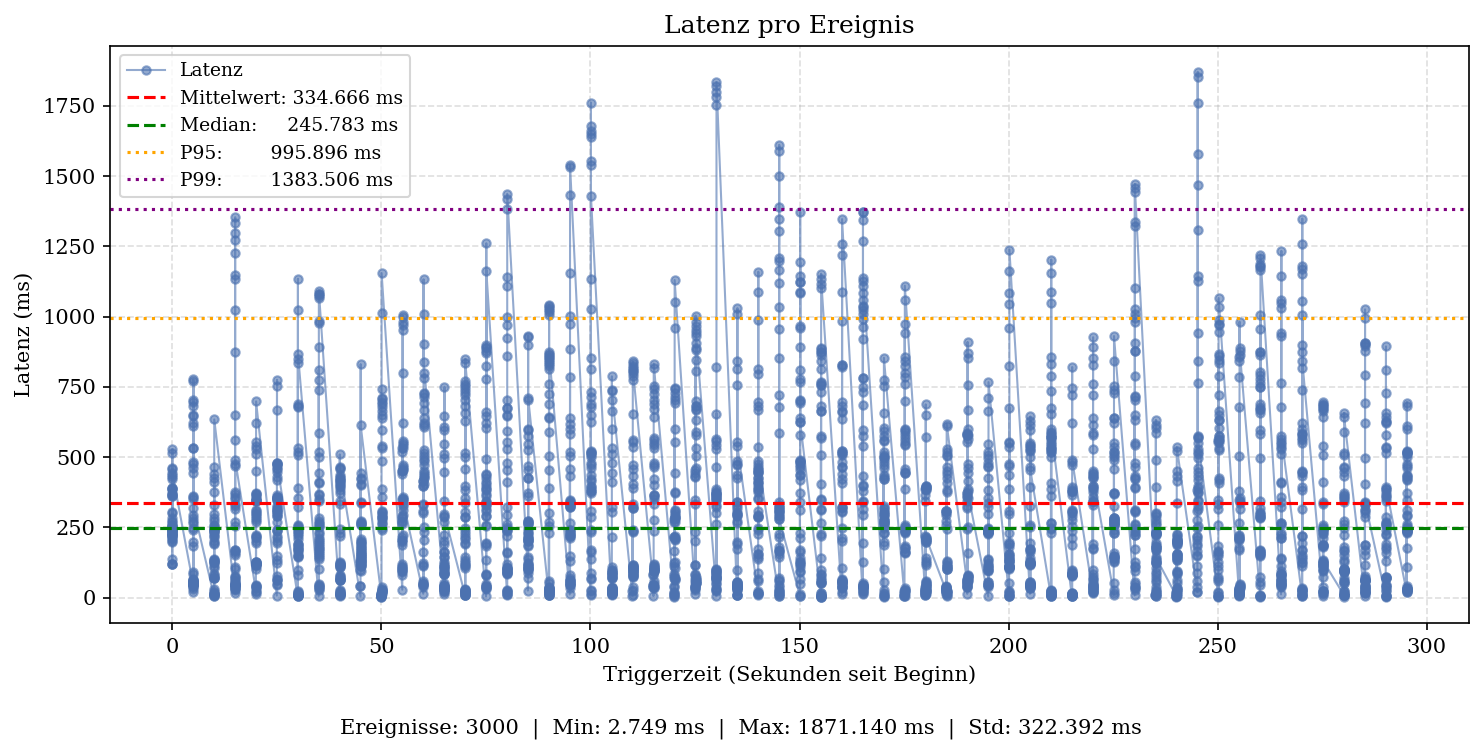 Latenz pro Ereignis
Latenz
Mittelwert: 334.666 ms
Median: 245.783 ms
P95: 995.896 ms
P99: 1383.506 ms
Latenz (ms)
1750
1500
1250
1000
750
500
250
0
0 50 100 150 200 250 300
Triggerzeit (Sekunden seit Beginn)
Ereignisse: 3000 | Min: 2.749 ms | Max: 1871.140 ms | Std: 322.392 ms